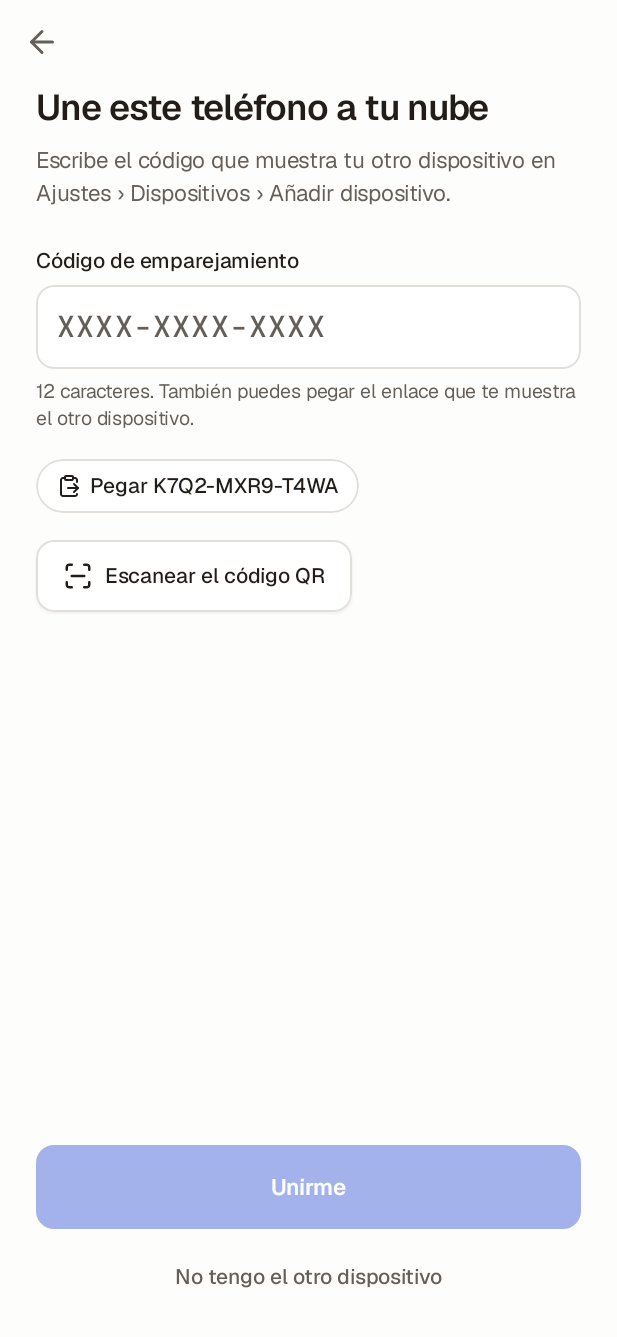 Une este teléfono a tu nube
Escribe el código que muestra tu otro dispositivo en
Ajustes › Dispositivos › Añadir dispositivo.
Código de emparejamiento
XXXX-XXXX-XXXX
12 caracteres. También puedes pegar el enlace que te muestra
el otro dispositivo.
Pegar K7Q2-MXR9-T4WA
Escanear el código QR
Unirme
No tengo el otro dispositivo